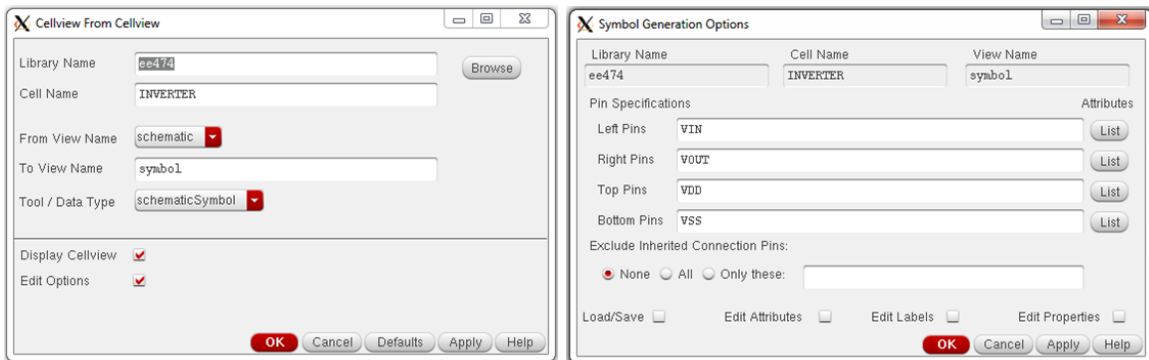 Cellview From Cellview
Library Name ee474 Browse
Cell Name INVERTER
From View Name schematic
To View Name symbol
Tool / Data Type schematicSymbol
Display Cellview
Edit Options
OK Cancel Defaults Apply Help
Symbol Generation Options
Library Name Cell Name View Name
ee474 INVERTER symbol
Pin Specifications Attributes
Left Pins VIN List
Right Pins VOUT List
Top Pins VDD List
Bottom Pins VSS List
Exclude Inherited Connection Pins:
None All Only these:
Load/Save Edit Attributes Edit Labels Edit Properties
OK Cancel Apply Help